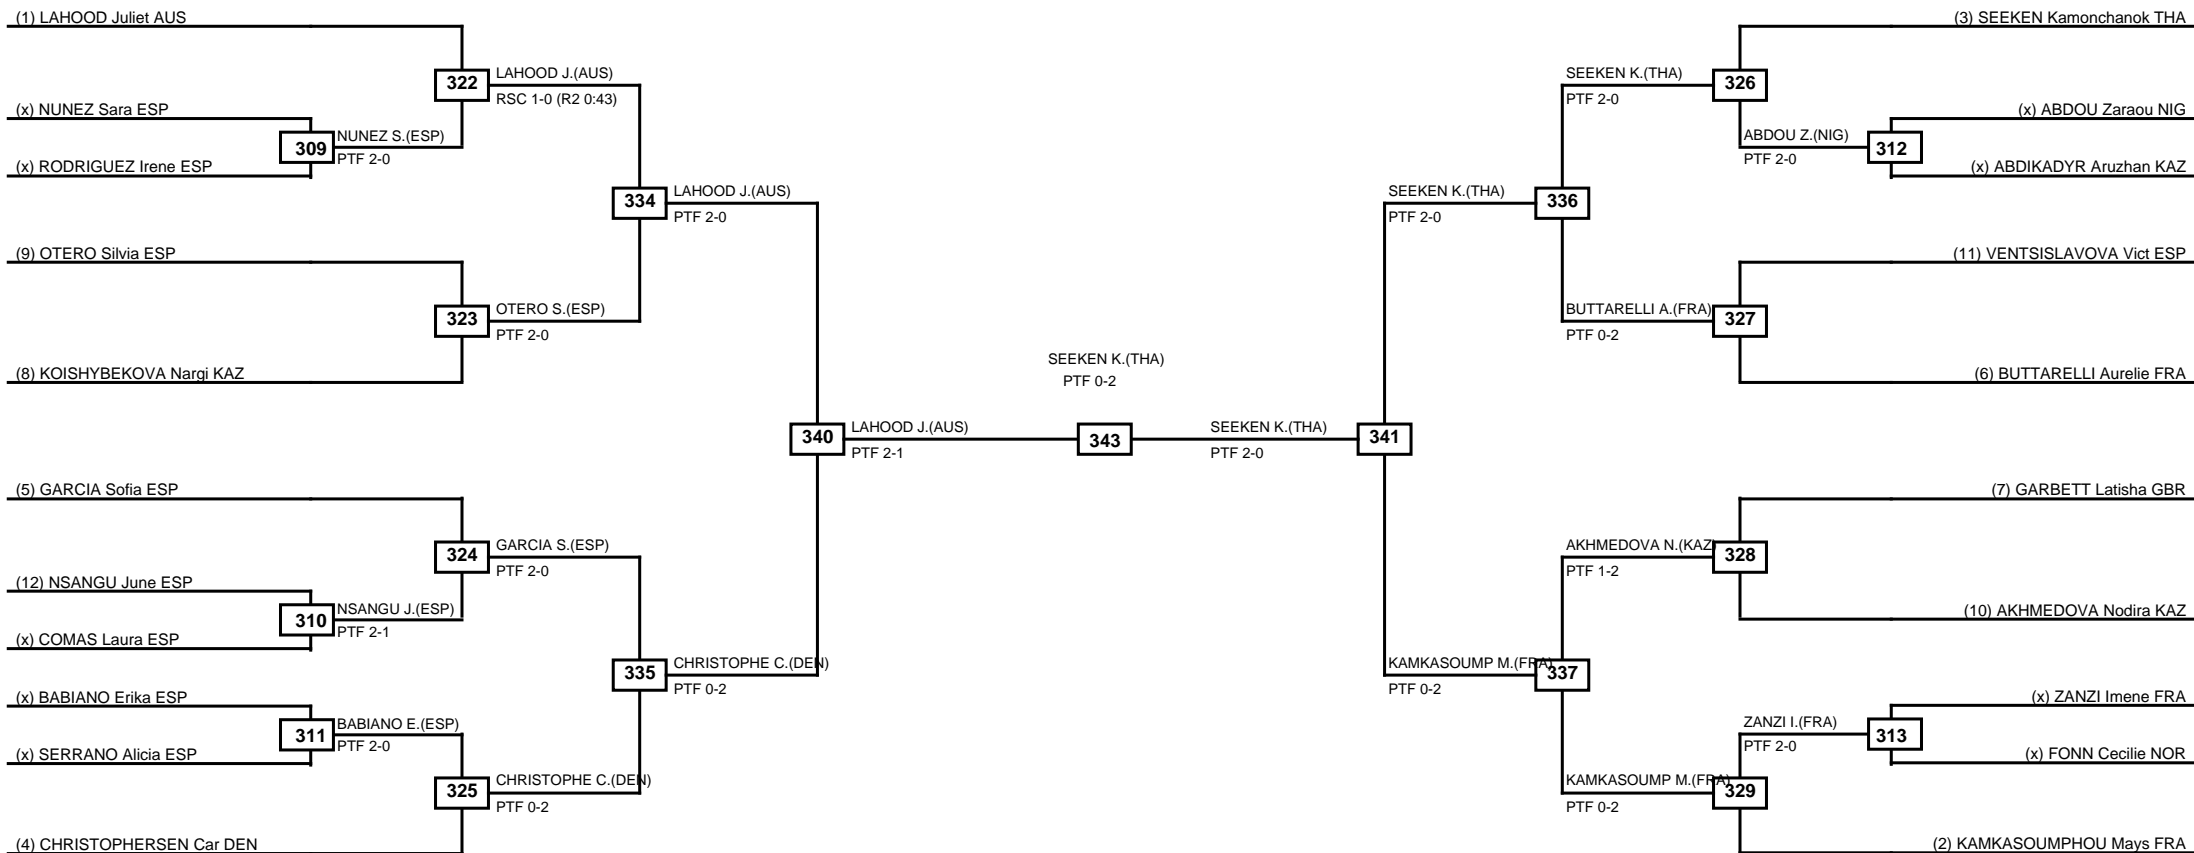 (1) LAHOOD Juliet AUS
322
LAHOOD J.(AUS)
RSC 1-0 (R2 0:43)
(x) NUNEZ Sara ESP
309
NUNEZ S.(ESP)
PTF 2-0
(x) RODRIGUEZ Irene ESP
334
LAHOOD J.(AUS)
PTF 2-0
(9) OTERO Silvia ESP
323
OTERO S.(ESP)
PTF 2-0
(8) KOISHYBEKOVA Nargi KAZ
340
LAHOOD J.(AUS)
PTF 2-1
(5) GARCIA Sofia ESP
324
GARCIA S.(ESP)
PTF 2-0
(12) NSANGU June ESP
310
NSANGU J.(ESP)
PTF 2-1
(x) COMAS Laura ESP
335
CHRISTOPHE C.(DEN)
PTF 0-2
(x) BABIANO Erika ESP
311
BABIANO E.(ESP)
PTF 2-0
(x) SERRANO Alicia ESP
325
CHRISTOPHE C.(DEN)
PTF 0-2
(4) CHRISTOPHERSEN Car DEN
SEEKEN K.(THA)
PTF 0-2
343
(3) SEEKEN Kamonchanok THA
SEEKEN K.(THA)
PTF 2-0
326
(x) ABDOU Zaraou NIG
ABDOU Z.(NIG)
PTF 2-0
312
(x) ABDIKADYR Aruzhan KAZ
SEEKEN K.(THA)
PTF 2-0
336
(11) VENTSISLAVOVA Vict ESP
BUTTARELLI A.(FRA)
PTF 0-2
327
(6) BUTTARELLI Aurelie FRA
SEEKEN K.(THA)
PTF 2-0
341
(7) GARBETT Latisha GBR
AKHMEDOVA N.(KAZ)
PTF 1-2
328
(10) AKHMEDOVA Nodira KAZ
KAMKASOUMP M.(FRA)
PTF 0-2
337
(x) ZANZI Imene FRA
ZANZI I.(FRA)
PTF 2-0
313
(x) FONN Cecilie NOR
KAMKASOUMP M.(FRA)
PTF 0-2
329
(2) KAMKASOUMPHOU Mays FRA